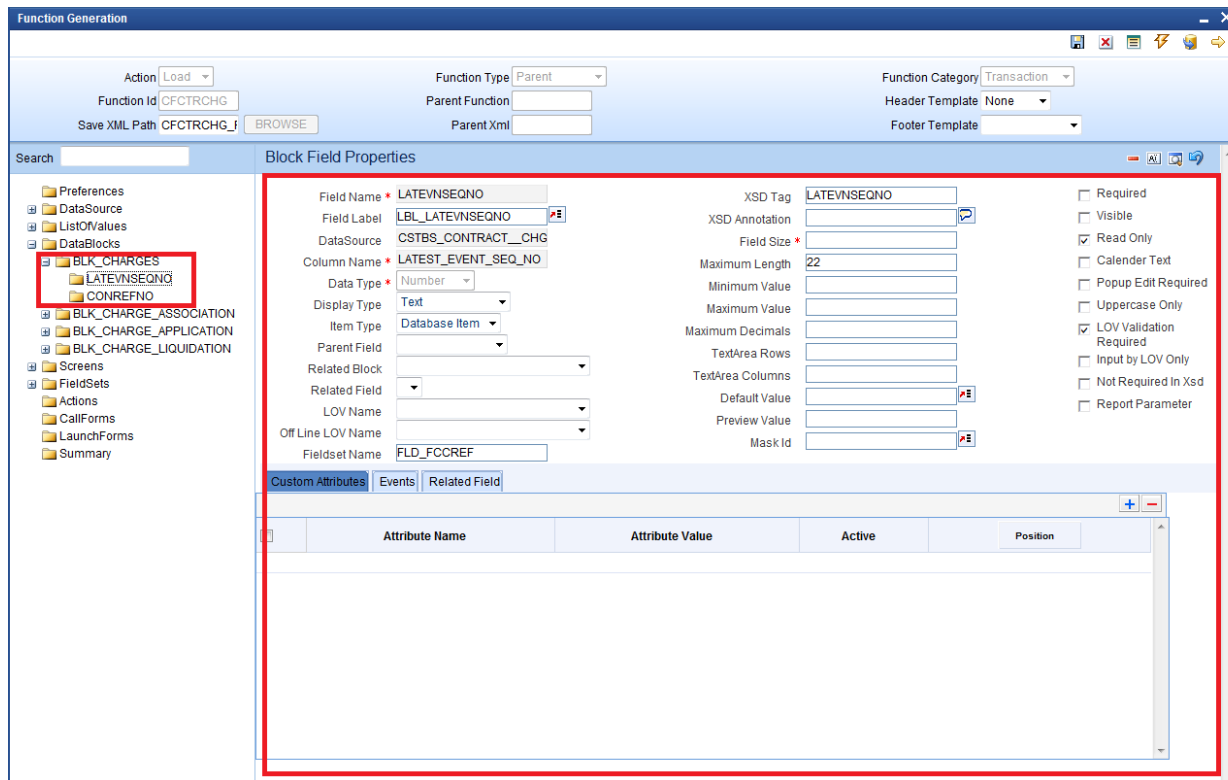 Function Generation
Action Load
Function Type Parent
Function Category Transaction
Function Id CFCTRCHG
Parent Function
Header Template None
Save XML Path CFCTRCHG_F BROWSE
Parent Xml
Footer Template
Search
Preferences
DataSource
ListOfValues
DataBlocks
BLK_CHARGES
LATEVNSEQNO
CONREFNO
BLK_CHARGE_ASSOCIATION
BLK_CHARGE_APPLICATION
BLK_CHARGE_LIQUIDATION
Screens
FieldSets
Actions
CallForms
LaunchForms
Summary
Block Field Properties
Field Name * LATEVNSEQNO
Field Label LBL_LATEVNSEQNO
DataSource CSTBS_CONTRACT__CHG
Column Name * LATEST_EVENT_SEQ_NO
Data Type * Number
Display Type Text
Item Type Database Item
Parent Field
Related Block
Related Field
LOV Name
Off Line LOV Name
Fieldset Name FLD_FCCREF
XSD Tag LATEVNSEQNO
XSD Annotation
Field Size *
Maximum Length 22
Minimum Value
Maximum Value
Maximum Decimals
TextArea Rows
TextArea Columns
Default Value
Preview Value
Mask Id
Required
Visible
Read Only
Calender Text
Popup Edit Required
Uppercase Only
LOV Validation
Required
Input by LOV Only
Not Required In Xsd
Report Parameter
Custom Attributes Events Related Field
Attribute Name Attribute Value Active Position